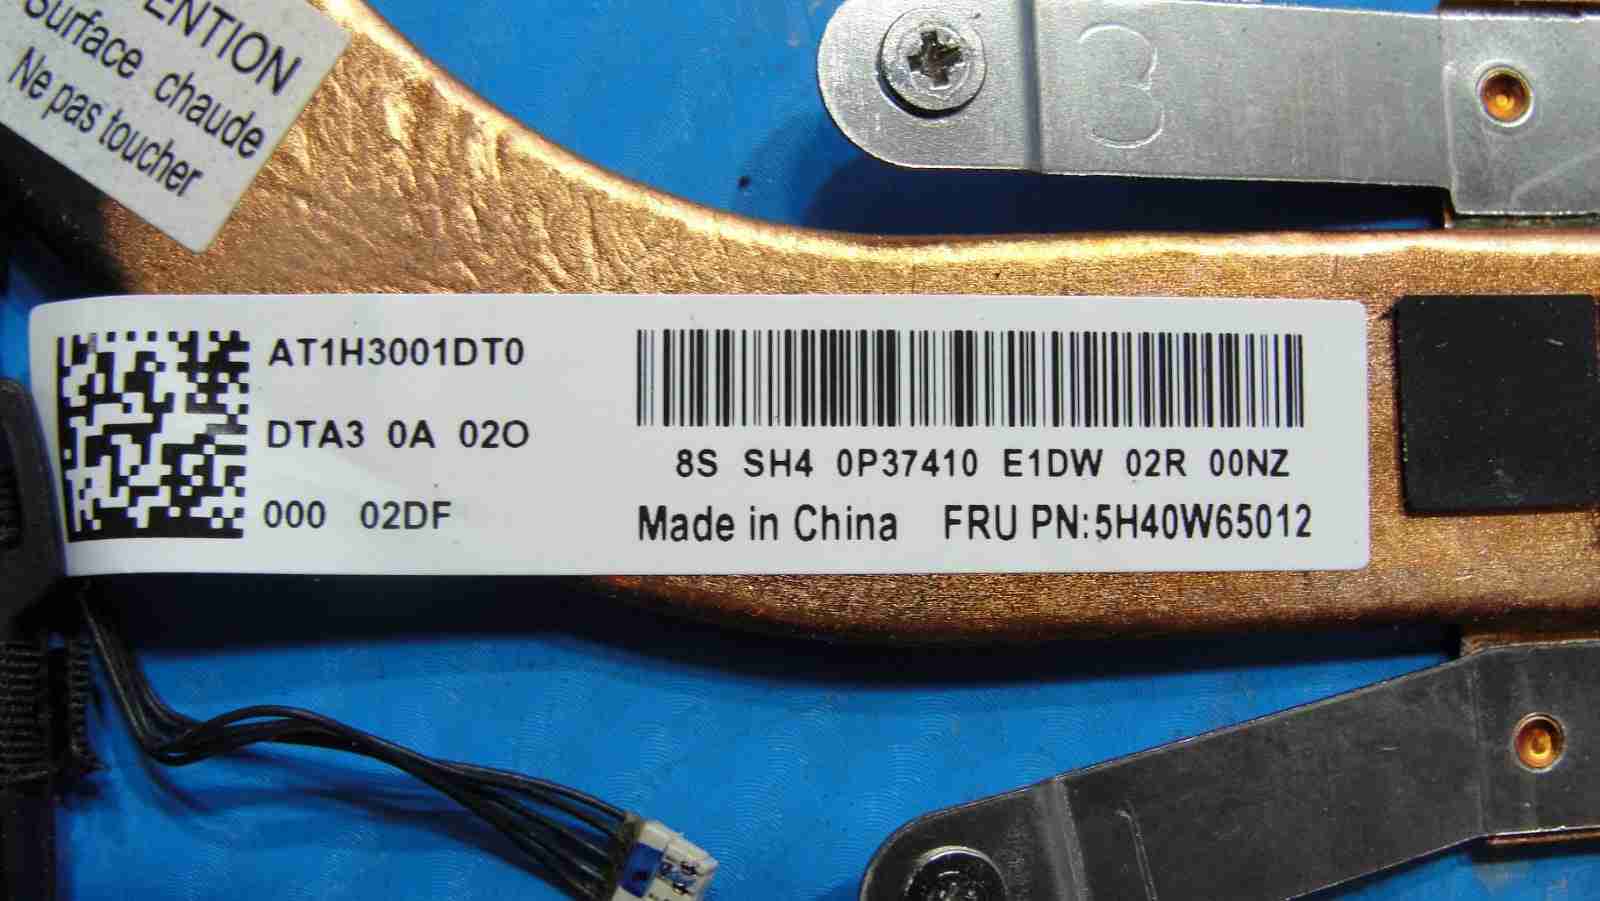 ENTION
Surface chaude
Ne pas toucher
3
AT1H3001DT0
DTA3 0A 02O
000 02DF
8S SH4 0P37410 E1DW 02R 00NZ
Made in China FRU PN:5H40W65012